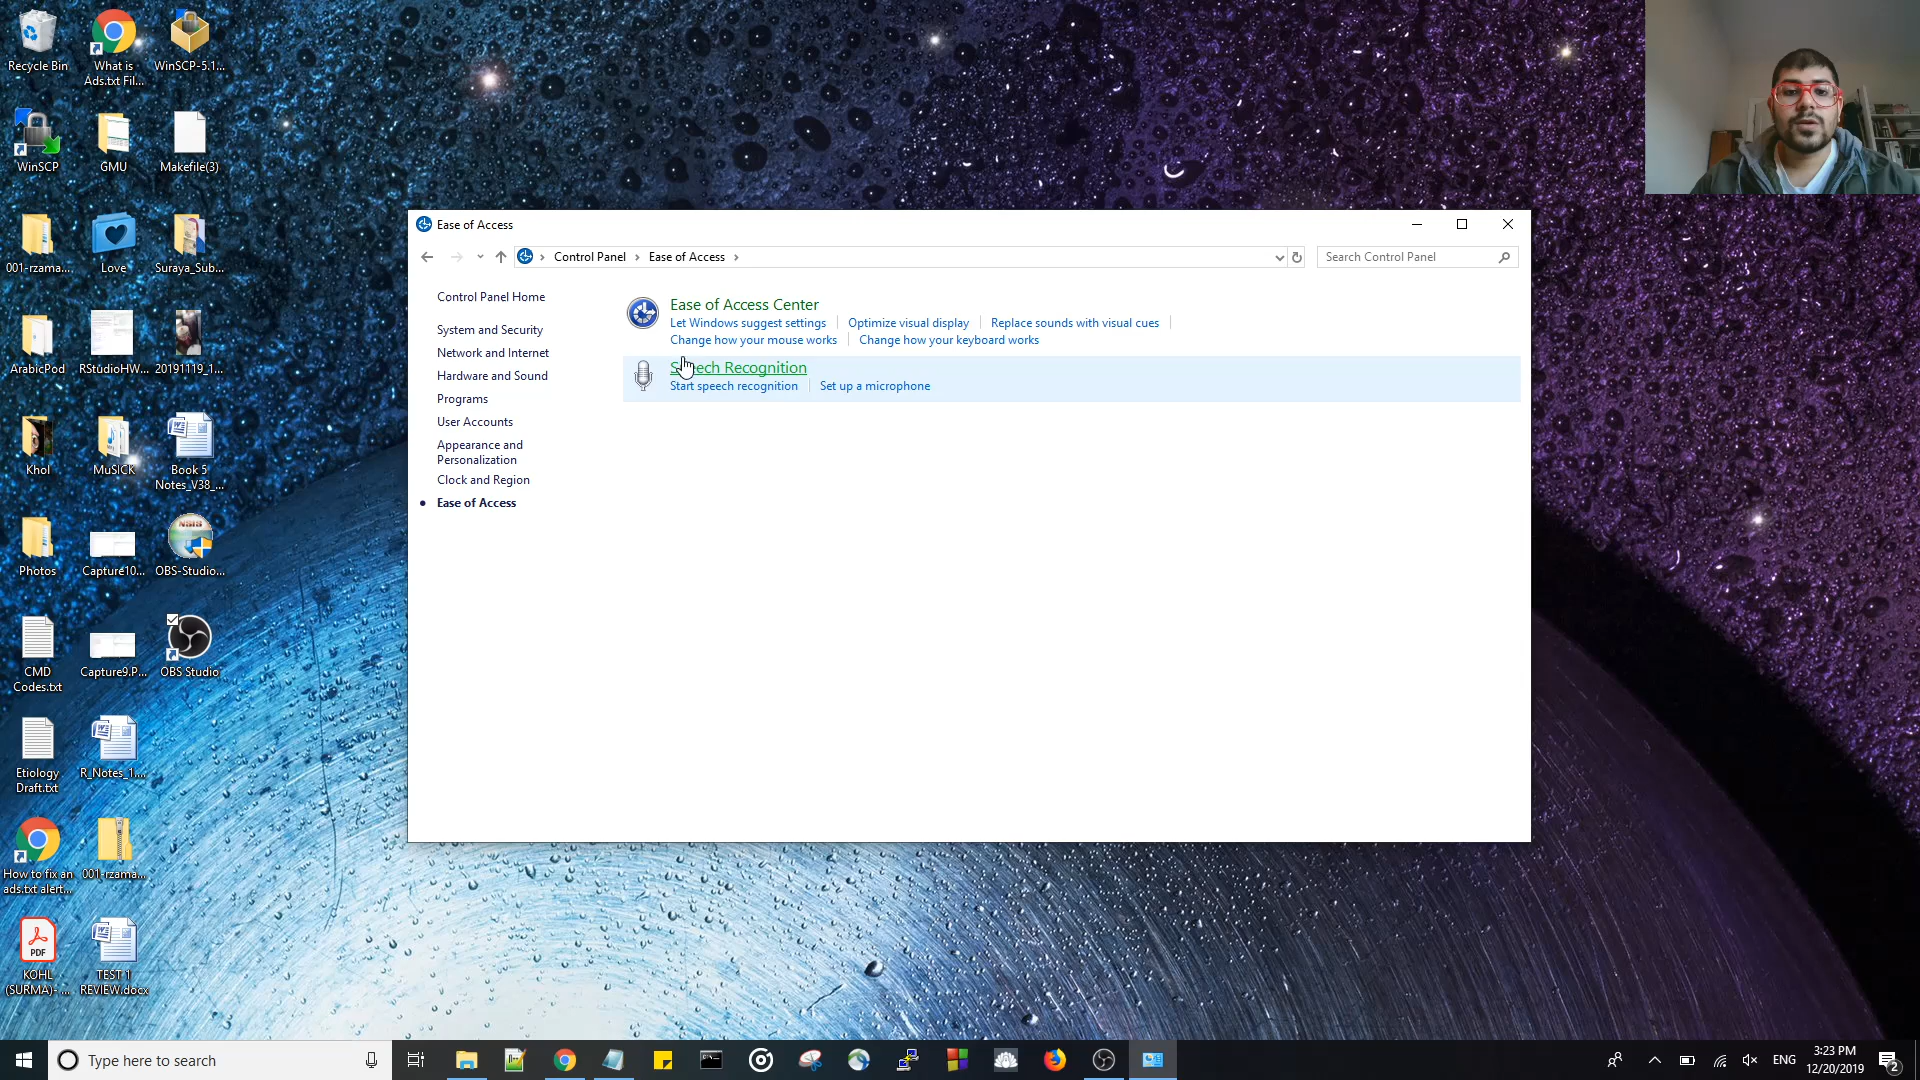 Recycle Bin
What is
Ads.txt Fil...
WinSCP-5.1...
WinSCP
GMU
Makefile(3)
001-rzama...
Love
Suraya_Sub...
ArabicPod
RStudioHW...
20191119_1...
Khol
MuSICK
Book 5
Notes_V38_...
Photos
Capture10...
NSIS
OBS-Studio...
CMD
Codes.txt
Capture9.P...
OBS Studio
Etiology
Draft.txt
R_Notes_1....
How to fix an
ads.txt alert...
001-rzama...
PDF
KOHL
(SURMA)- ...
TEST 1
REVIEW.docx
Ease of Access
Control Panel
Ease of Access
Search Control Panel
Control Panel Home
System and Security
Network and Internet
Hardware and Sound
Programs
User Accounts
Appearance and
Personalization
Clock and Region
Ease of Access
Ease of Access Center
Let Windows suggest settings
Optimize visual display
Replace sounds with visual cues
Change how your mouse works
Change how your keyboard works
Speech Recognition
Start speech recognition
Set up a microphone
Type here to search
ENG
3:23 PM
12/20/2019
2